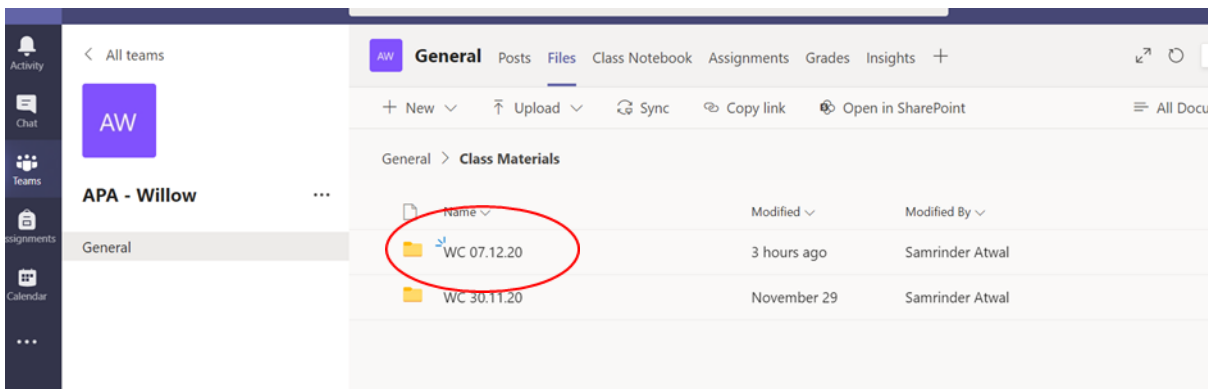 Activity
Chat
Teams
ssignments
Calendar
All teams
AW
APA - Willow
General
AW General Posts Files Class Notebook Assignments Grades Insights
New Upload Sync Copy link Open in SharePoint All Docu
General > Class Materials
Name Modified Modified By
WC 07.12.20 3 hours ago Samrinder Atwal
WC 30.11.20 November 29 Samrinder Atwal